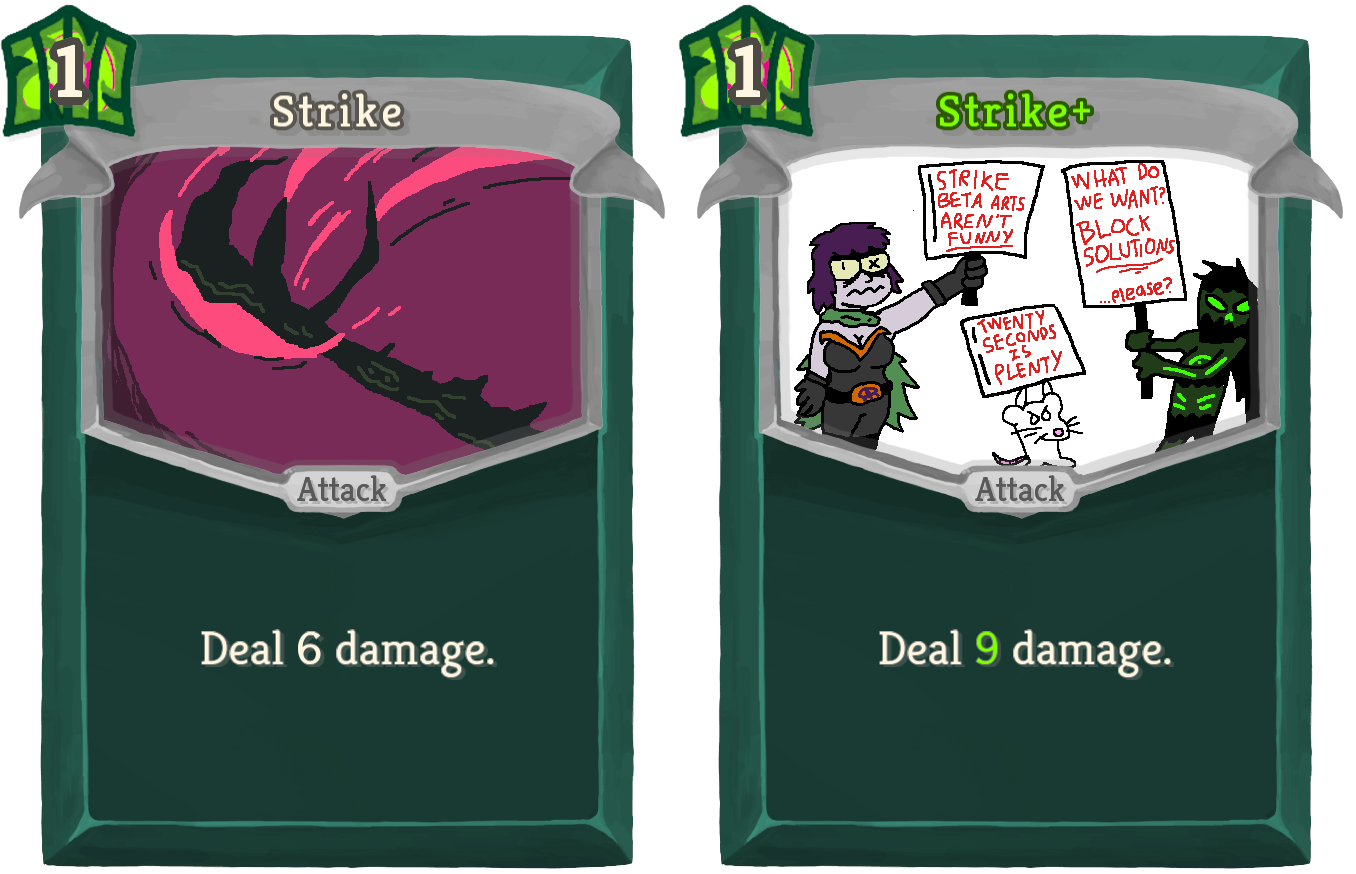 1
Strike
Attack
Deal 6 damage.
1
Strike+
STRIKE
BETA ARTS
AREN'T
FUNNY
WHAT DO
WE WANT?
BLOCK
SOLUTIONS
...please?
TWENTY
SECONDS
IS
PLENTY
Attack
Deal 9 damage.